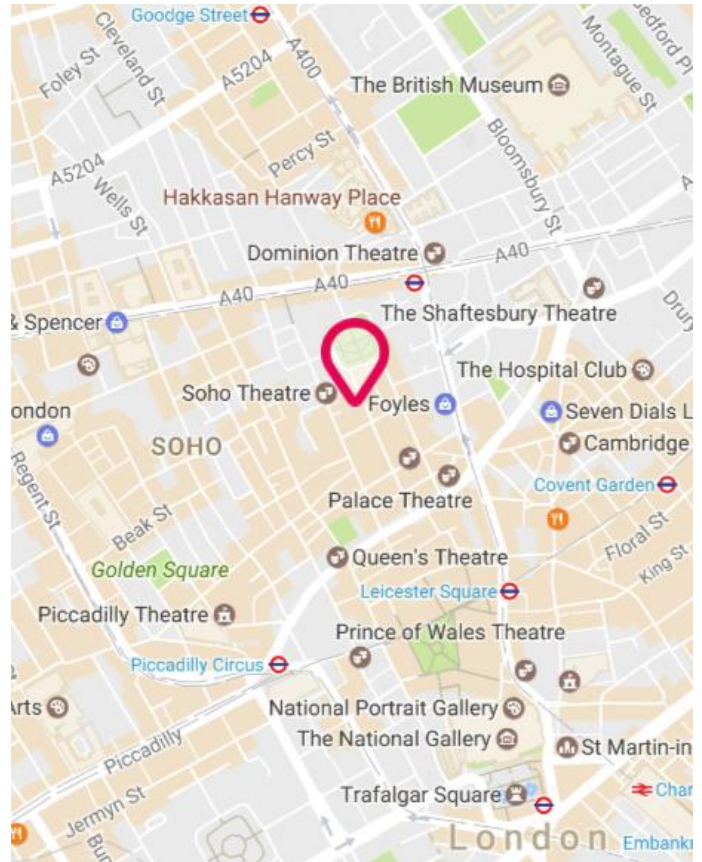 Goodge Street
Cleveland St
A400
Foley St
A5204
The British Museum
Montague St
Percy St
A5204
Wells St
Bloomsbury St
Hakkasan Hanway Place
Dominion Theatre
A40
A40
A40
& Spencer
The Shaftesbury Theatre
Drury
The Hospital Club
Soho Theatre
Foyles
Seven Dials L
ondon
SOHO
Cambridge
Regent St
Palace Theatre
Covent Garden
Beak St
Floral St
King St
Queen's Theatre
Golden Square
Leicester Square
Piccadilly Theatre
Prince of Wales Theatre
Piccadilly Circus
Arts
National Portrait Gallery
Piccadilly
The National Gallery
St Martin-in
Trafalgar Square
Char
Jermyn St
London
Embank